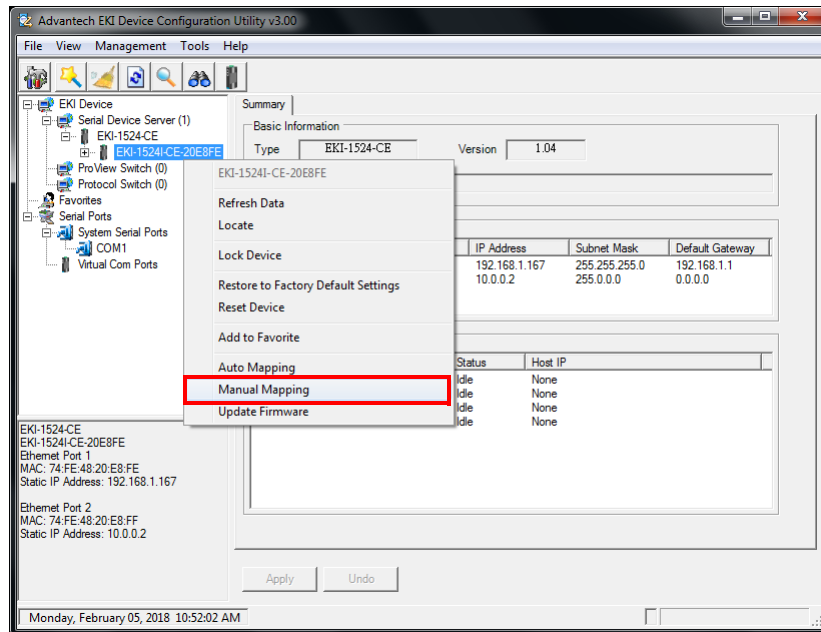 Advantech EKI Device Configuration Utility v3.00
File View Management Tools Help
EKI Device
Serial Device Server (1)
EKI-1524-CE
EKI-1524I-CE-20E8FE
ProView Switch (0)
Protocol Switch (0)
Favorites
Serial Ports
System Serial Ports
COM1
Virtual Com Ports
EKI-1524-CE
EKI-1524I-CE-20E8FE
Ethernet Port 1
MAC: 74:FE:48:20:E8:FE
Static IP Address: 192.168.1.167
Ethernet Port 2
MAC: 74:FE:48:20:E8:FF
Static IP Address: 10.0.0.2
Summary
Basic Information
Type EKI-1524-CE Version 1.04
IP Address Subnet Mask Default Gateway
192.168.1.167 255.255.255.0 192.168.1.1
10.0.0.2 255.0.0.0 0.0.0.0
Status Host IP
Idle None
Idle None
Idle None
Idle None
EKI-1524I-CE-20E8FE
Refresh Data
Locate
Lock Device
Restore to Factory Default Settings
Reset Device
Add to Favorite
Auto Mapping
Manual Mapping
Update Firmware
Apply Undo
Monday, February 05, 2018 10:52:02 AM